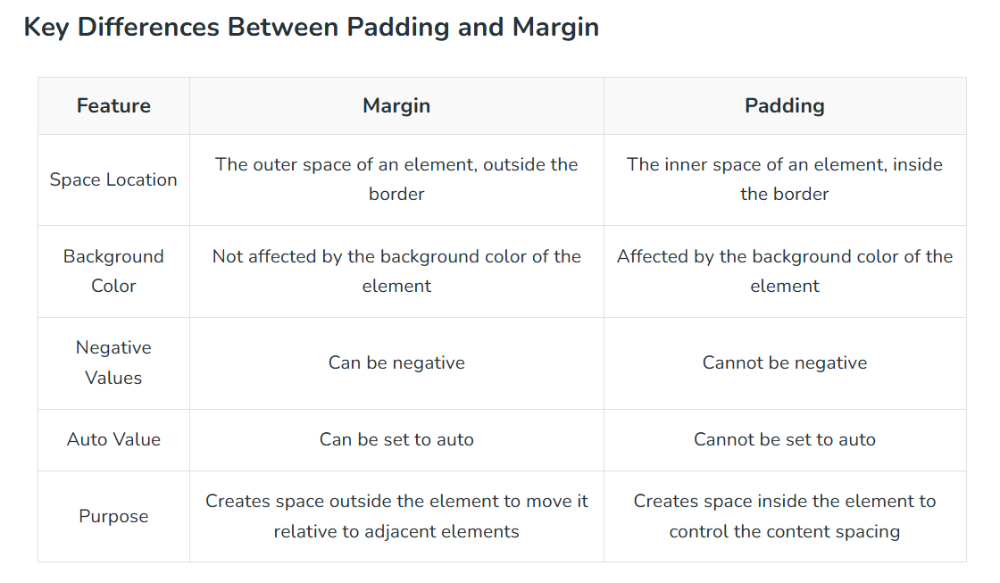 Key Differences Between Padding and Margin
Feature
Margin
Padding
Space Location
The outer space of an element, outside the
border
The inner space of an element, inside
the border
Background
Color
Not affected by the background color of the
element
Affected by the background color of the
element
Negative
Values
Can be negative
Cannot be negative
Auto Value
Can be set to auto
Cannot be set to auto
Purpose
Creates space outside the element to move it
relative to adjacent elements
Creates space inside the element to
control the content spacing